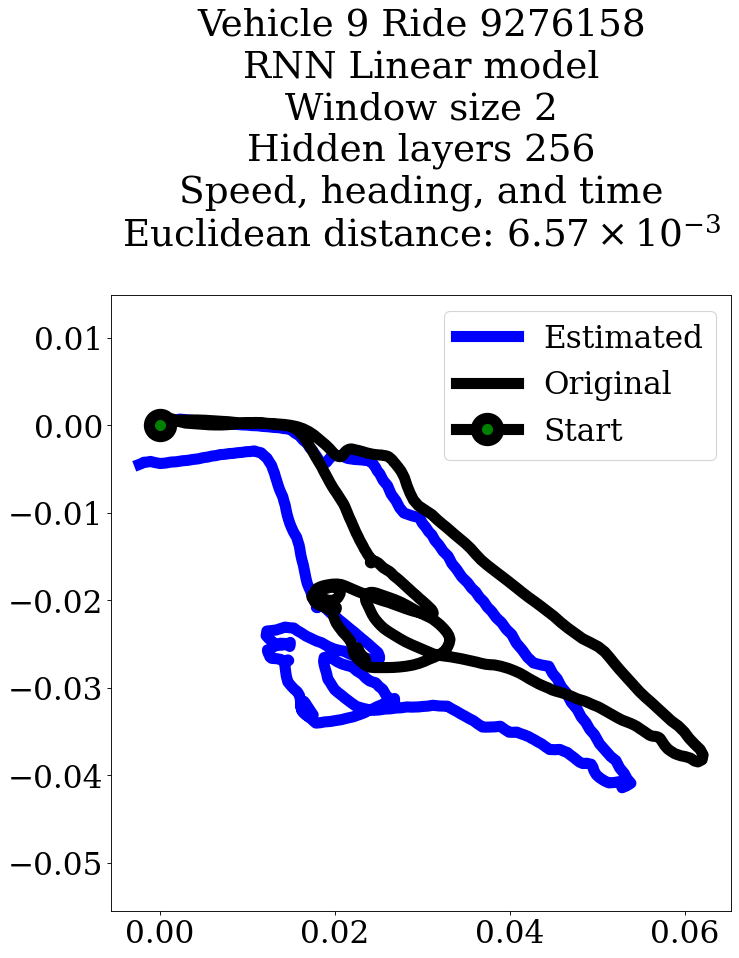 Vehicle 9 Ride 9276158
RNN Linear model
Window size 2
Hidden layers 256
Speed, heading, and time
Euclidean distance: 6.57 × 10⁻³
Estimated
Original
Start
0.01
0.00
−0.01
−0.02
−0.03
−0.04
−0.05
0.00 0.02 0.04 0.06